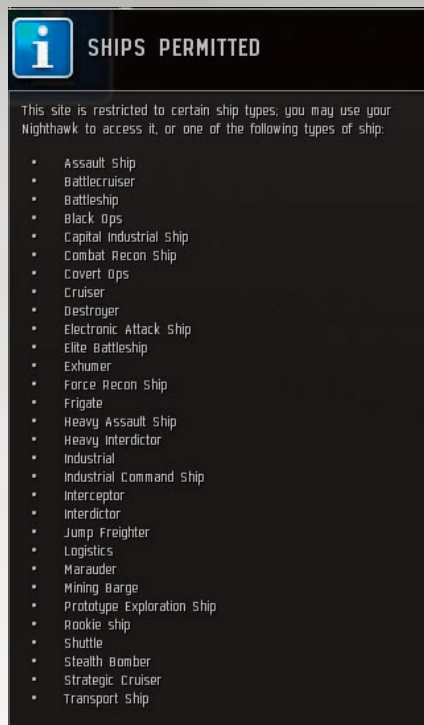 SHIPS PERMITTED
This site is restricted to certain ship types; you may use your
Nighthawk to access it, or one of the following types of ship:
▪ Assault Ship
▪ Battlecruiser
▪ Battleship
▪ Black Ops
▪ Capital Industrial Ship
▪ Combat Recon Ship
▪ Covert Ops
▪ Cruiser
▪ Destroyer
▪ Electronic Attack Ship
▪ Elite Battleship
▪ Exhumer
▪ Force Recon Ship
▪ Frigate
▪ Heavy Assault Ship
▪ Heavy Interdictor
▪ Industrial
▪ Industrial Command Ship
▪ Interceptor
▪ Interdictor
▪ Jump Freighter
▪ Logistics
▪ Marauder
▪ Mining Barge
▪ Prototype Exploration Ship
▪ Rookie ship
▪ Shuttle
▪ Stealth Bomber
▪ Strategic Cruiser
▪ Transport Ship